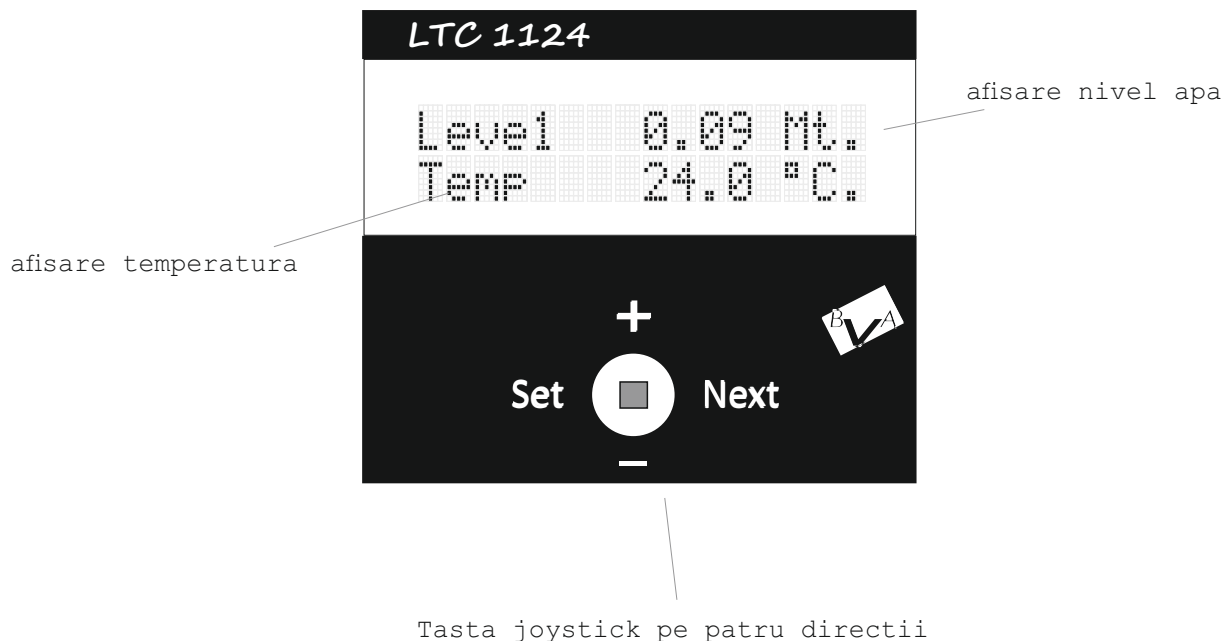 LTC 1124
afisare nivel apa
Level 0.09 Mt.
Temp 24.0 °C.
afisare temperatura
+
B V A
Set Next
−
Tasta joystick pe patru directii